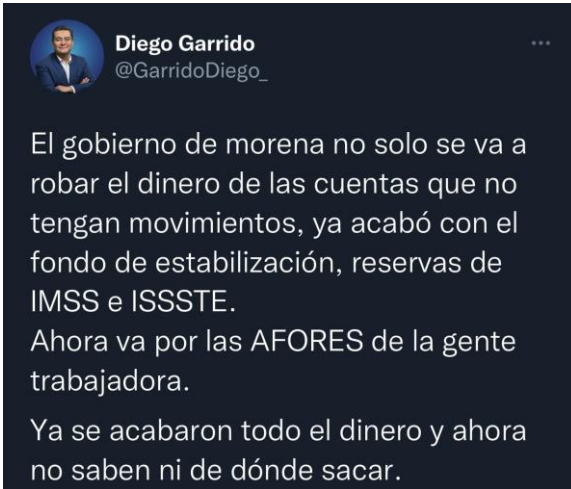 Diego Garrido
@GarridoDiego_
El gobierno de morena no solo se va a
robar el dinero de las cuentas que no
tengan movimientos, ya acabó con el
fondo de estabilización, reservas de
IMSS e ISSSTE.
Ahora va por las AFORES de la gente
trabajadora.
Ya se acabaron todo el dinero y ahora
no saben ni de dónde sacar.